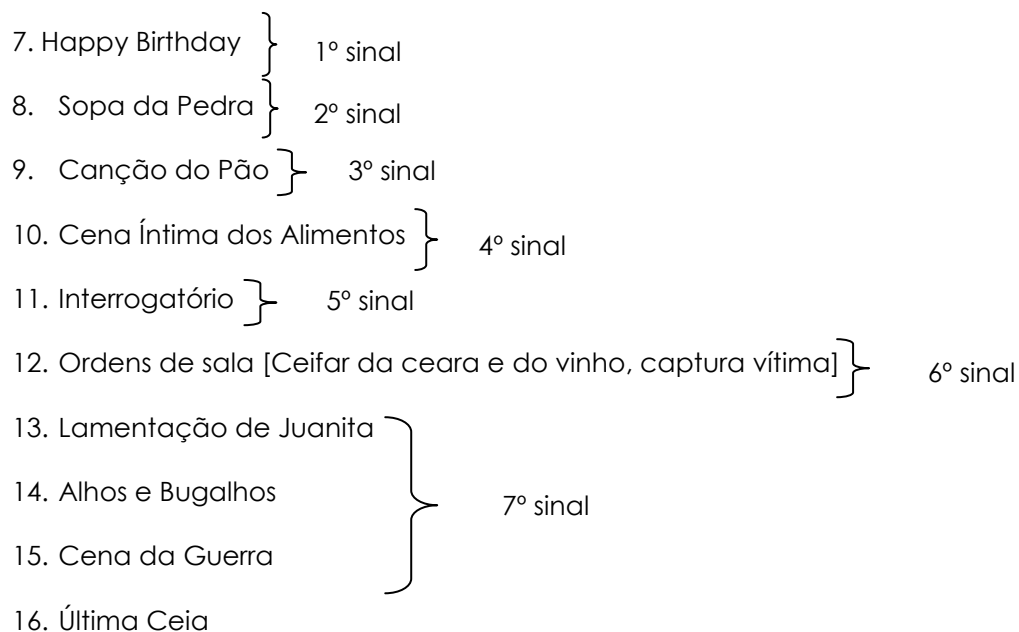 7. Happy Birthday 1º sinal
8. Sopa da Pedra 2º sinal
9. Canção do Pão 3º sinal
10. Cena Íntima dos Alimentos 4º sinal
11. Interrogatório 5º sinal
12. Ordens de sala [Ceifar da ceara e do vinho, captura vítima] 6º sinal
13. Lamentação de Juanita
14. Alhos e Bugalhos 7º sinal
15. Cena da Guerra
16. Última Ceia